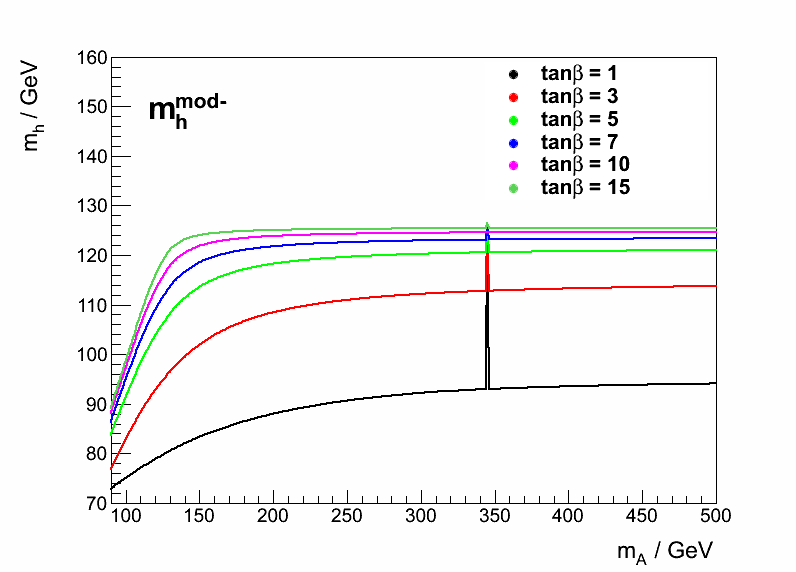 m_h / GeV
160
150
140
130
120
110
100
90
80
70
m_h^mod-
tanβ = 1
tanβ = 3
tanβ = 5
tanβ = 7
tanβ = 10
tanβ = 15
100 150 200 250 300 350 400 450 500
m_A / GeV